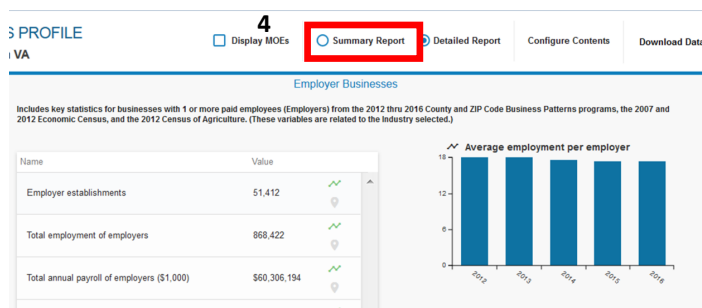 S PROFILE
VA
4
Display MOEs
Summary Report
Detailed Report
Configure Contents
Download Data
Employer Businesses
Includes key statistics for businesses with 1 or more paid employees (Employers) from the 2012 thru 2016 County and ZIP Code Business Patterns programs, the 2007 and
2012 Economic Census, and the 2012 Census of Agriculture. (These variables are related to the Industry selected.)
Name Value
Employer establishments 51,412
Total employment of employers 868,422
Total annual payroll of employers ($1,000) $60,306,194
Average employment per employer
18
12
6
0
2012 2013 2014 2015 2016